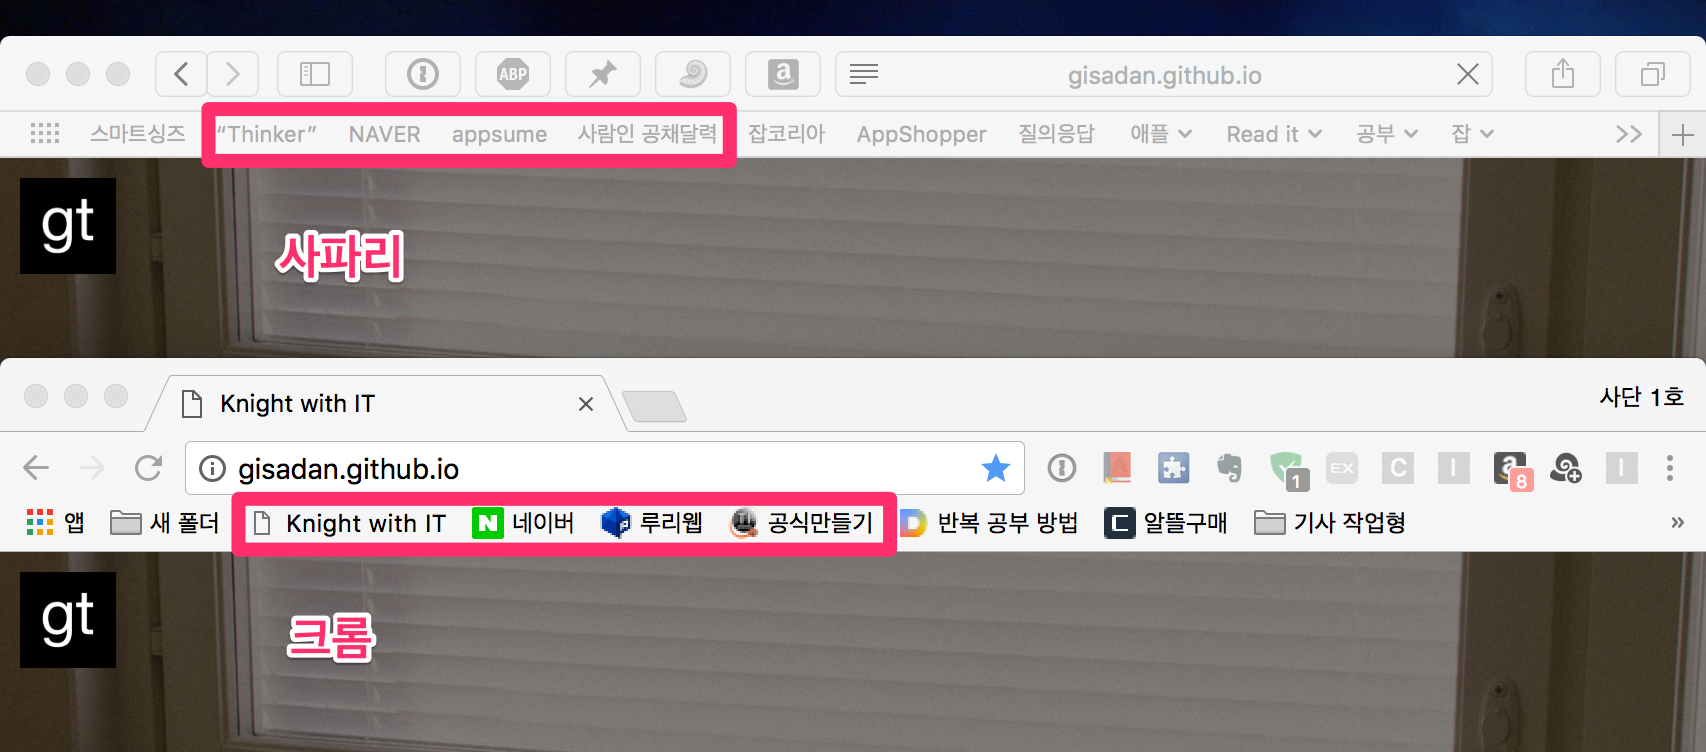 ABP a gisadan.github.io
스마트싱즈 “Thinker” NAVER appsume 사람인 공채달력 잡코리아 AppShopper 질의응답 애플 Read it 공부 잡 >> +
gt
사파리
Knight with IT 사단 1호
gisadan.github.io A 1 EX C I a 8 I
앱 새 폴더 Knight with IT N 네이버 루리웹 공식만들기 D 반복 공부 방법 C 알뜰구매 기사 작업형 »
gt
크롬